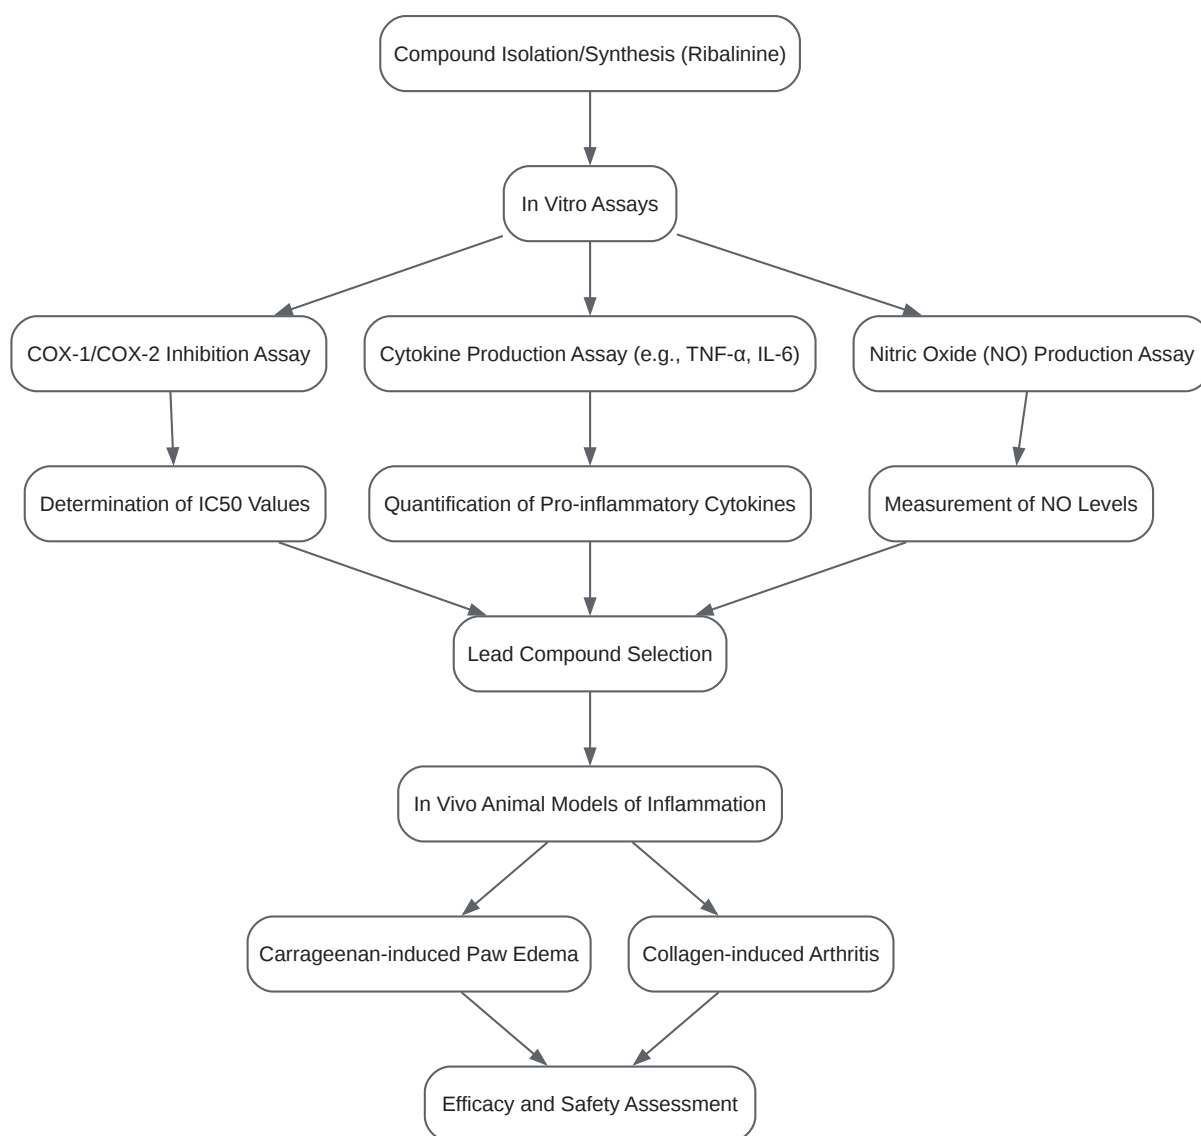 Compound Isolation/Synthesis (Ribalinine)
In Vitro Assays
COX-1/COX-2 Inhibition Assay
Cytokine Production Assay (e.g., TNF-α, IL-6)
Nitric Oxide (NO) Production Assay
Determination of IC50 Values
Quantification of Pro-inflammatory Cytokines
Measurement of NO Levels
Lead Compound Selection
In Vivo Animal Models of Inflammation
Carrageenan-induced Paw Edema
Collagen-induced Arthritis
Efficacy and Safety Assessment